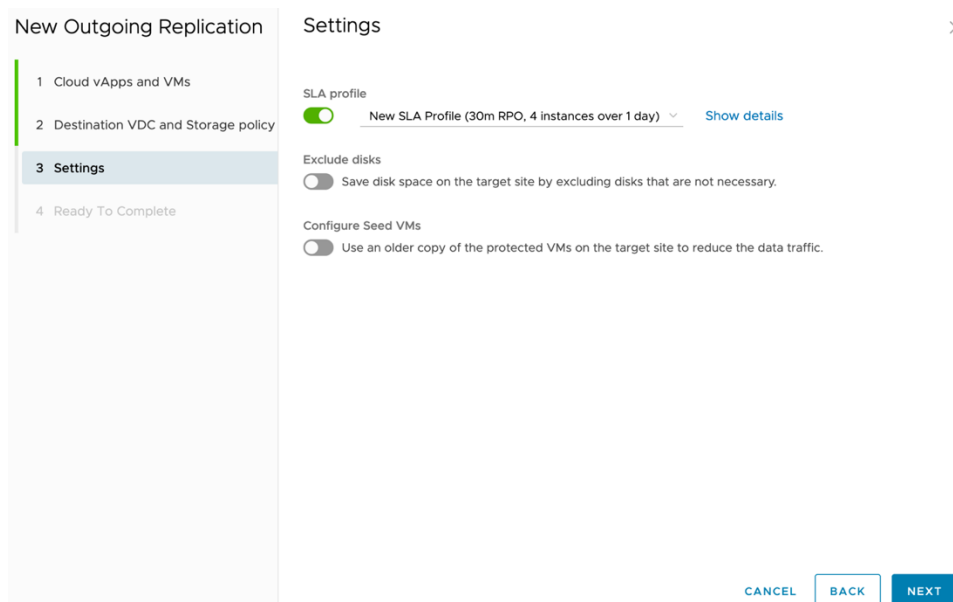 New Outgoing Replication
1 Cloud vApps and VMs
2 Destination VDC and Storage policy
3 Settings
4 Ready To Complete
Settings
SLA profile
New SLA Profile (30m RPO, 4 instances over 1 day)
Show details
Exclude disks
Save disk space on the target site by excluding disks that are not necessary.
Configure Seed VMs
Use an older copy of the protected VMs on the target site to reduce the data traffic.
CANCEL
BACK
NEXT